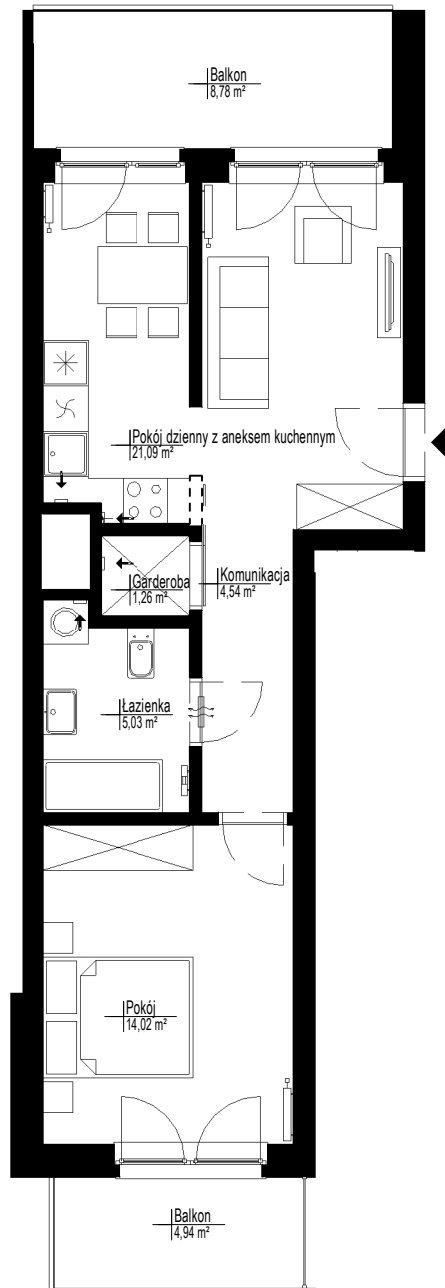 Balkon
8,78 m²
Pokój dzienny z aneksem kuchennym
21,09 m²
Garderoba
1,26 m²
Komunikacja
4,54 m²
Łazienka
5,03 m²
Pokój
14,02 m²
Balkon
4,94 m²